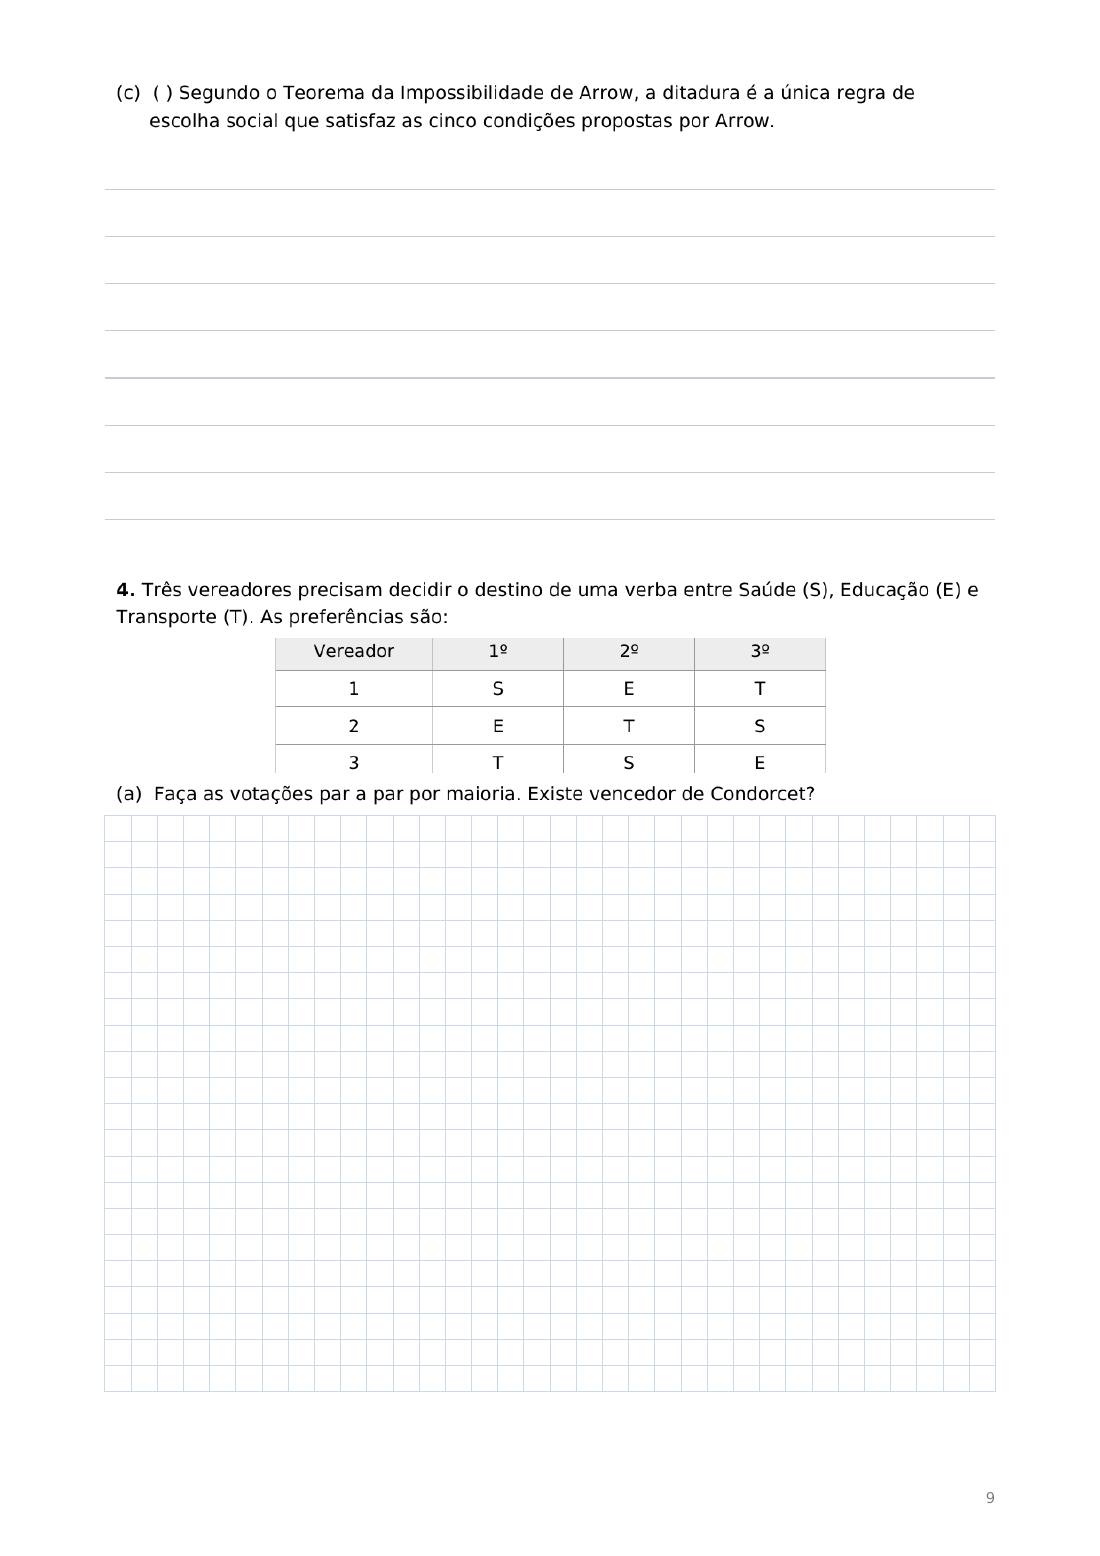 (c) ( ) Segundo o Teorema da Impossibilidade de Arrow, a ditadura é a única regra de
escolha social que satisfaz as cinco condições propostas por Arrow.
4. Três vereadores precisam decidir o destino de uma verba entre Saúde (S), Educação (E) e
Transporte (T). As preferências são:
Vereador 1º 2º 3º
1 S E T
2 E T S
3 T S E
(a) Faça as votações par a par por maioria. Existe vencedor de Condorcet?
9